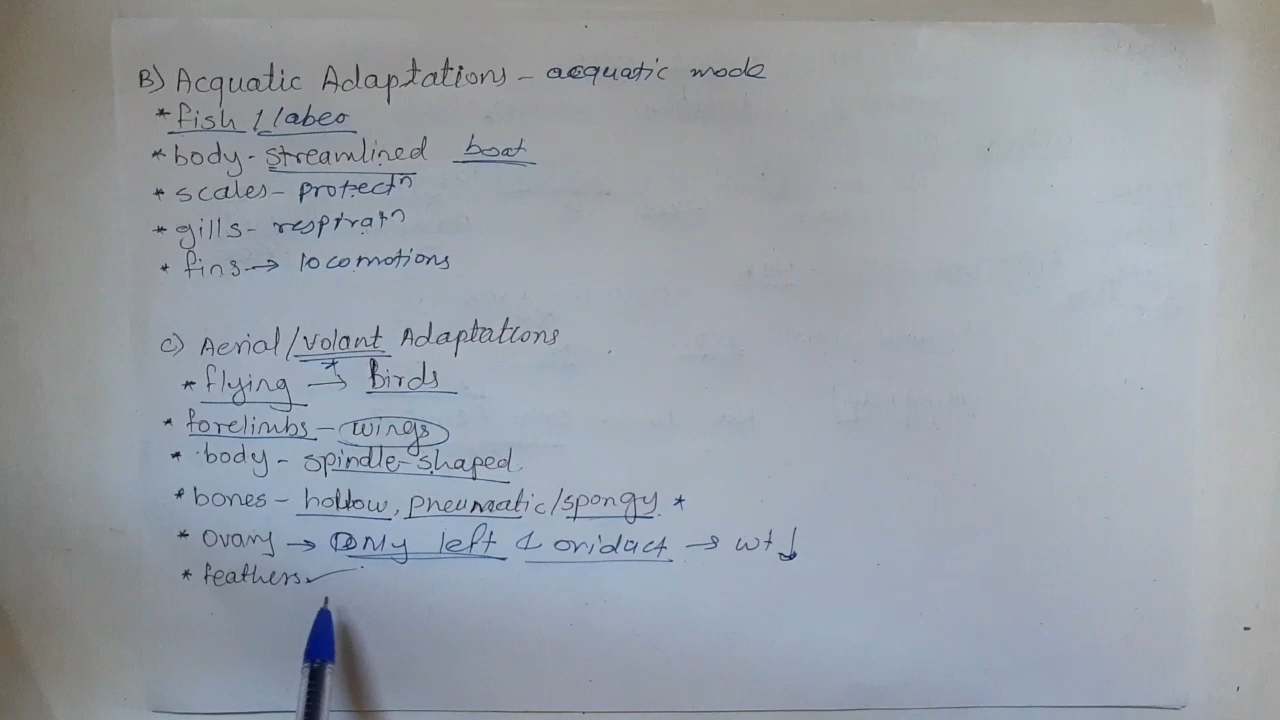 B) Acquatic Adaptations - acquatic mode
* fish / labeo
* body - streamlined boat
* scales - protectⁿ
* gills - respiratⁿ
* fins → locomotions
C) Aerial/volant Adaptations
* flying → Birds
* forelimbs - wings
* body - spindle-shaped.
* bones - hollow, pneumatic/spongy *
* ovary → Only left & oviduct → wt ↓
* feathers ✓